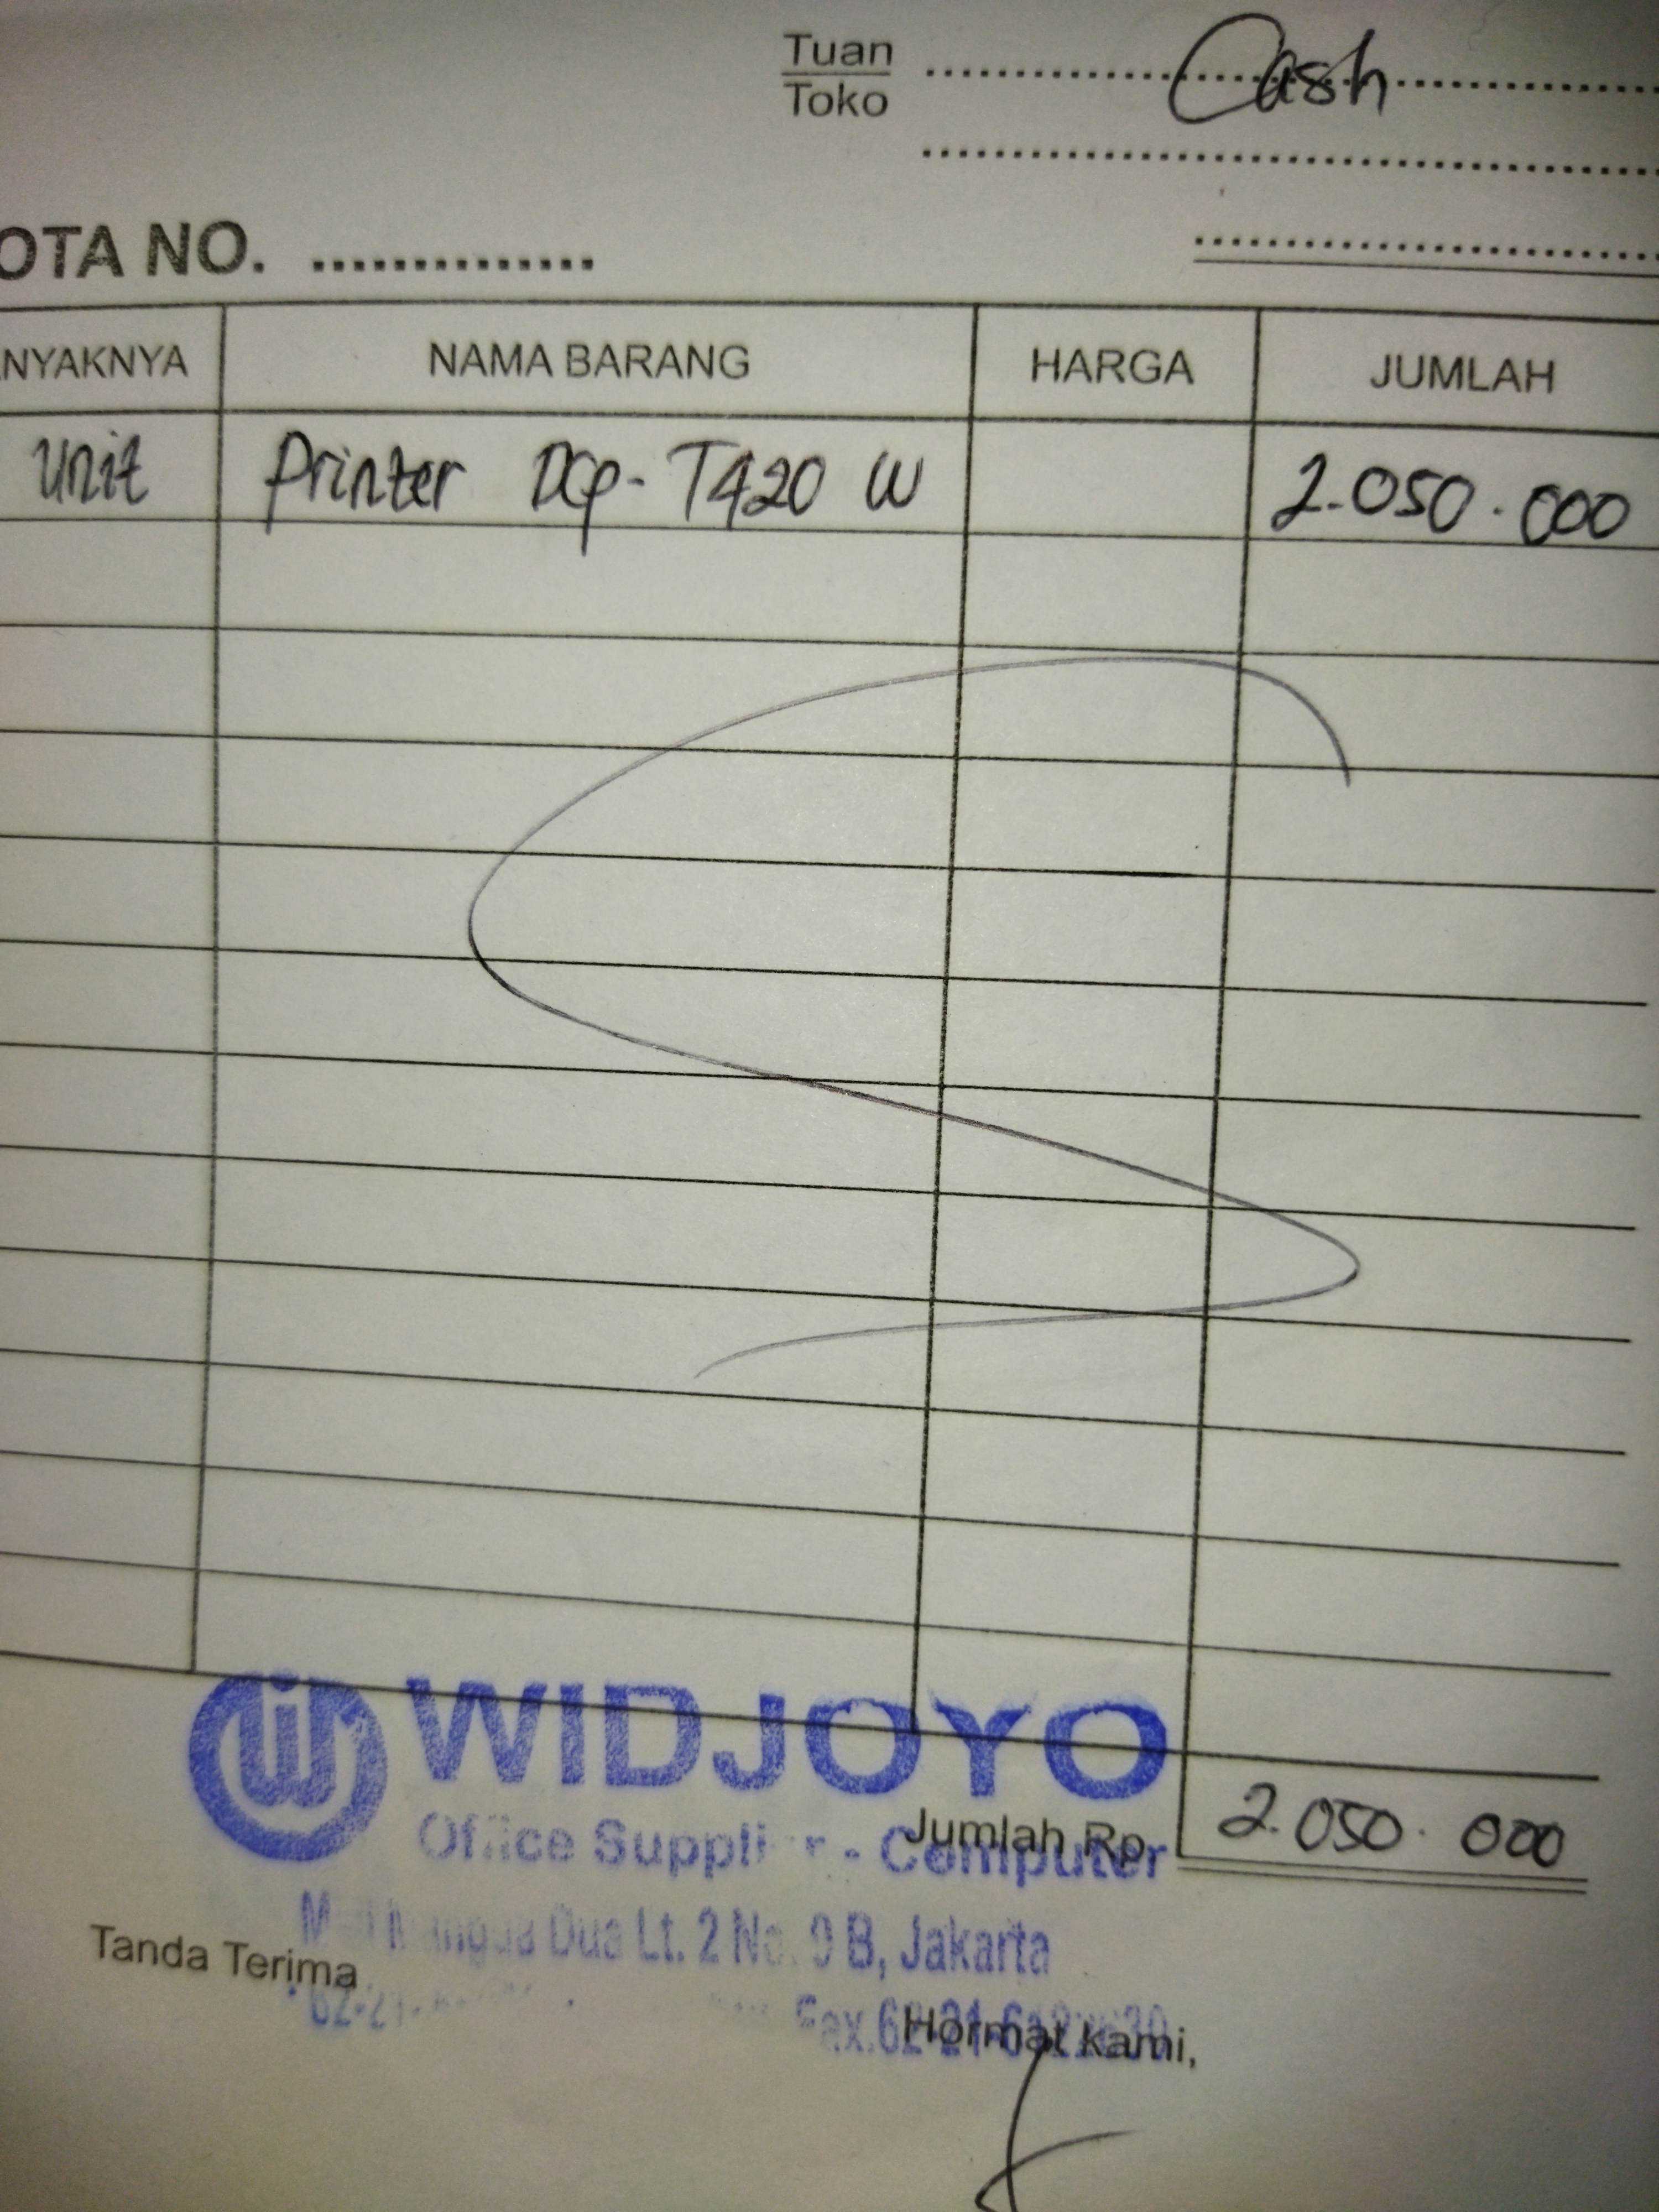 Tuan Cash
Toko
OTA NO.
NYAKNYA NAMA BARANG HARGA JUMLAH
Unit Printer DCP-T420 W 2.050.000
WIDJOYO
Jumlah Rp. 2.050.000
Office - Computer
Dua Lt. 2 No. 9 B, Jakarta
Tanda Terima
Fax.
Hormat kami,